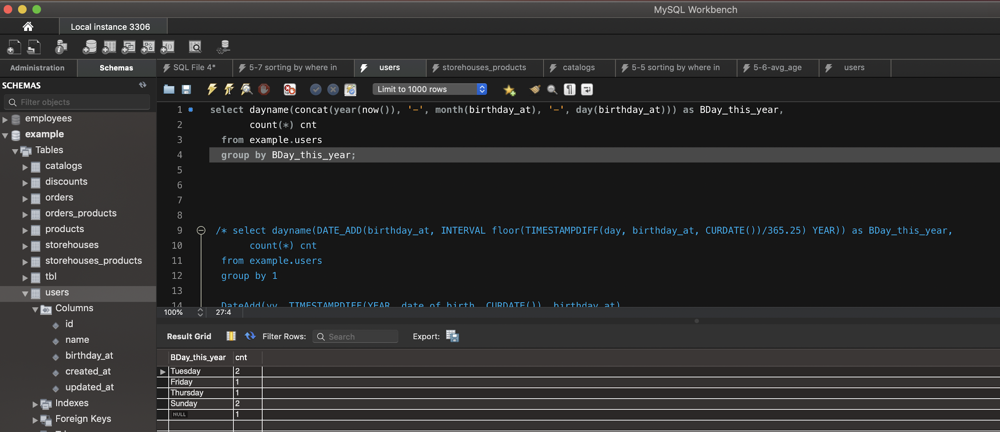 MySQL Workbench
Local instance 3306
Administration
Schemas
SQL File 4*
5-7 sorting by where in
users
storehouses_products
catalogs
5-5 sorting by where in
5-6-avg_age
users
SCHEMAS
Filter objects
employees
example
Tables
catalogs
discounts
orders
orders_products
products
storehouses
storehouses_products
tbl
users
Columns
id
name
birthday_at
created_at
updated_at
Indexes
Foreign Keys
Limit to 1000 rows
1 select dayname(concat(year(now()), '-', month(birthday_at), '-', day(birthday_at))) as BDay_this_year,
2 count(*) cnt
3 from example.users
4 group by BDay_this_year;
5
6
7
8
9 /* select dayname(DATE_ADD(birthday_at, INTERVAL floor(TIMESTAMPDIFF(day, birthday_at, CURDATE())/365.25) YEAR)) as BDay_this_year,
10 count(*) cnt
11 from example.users
12 group by 1
13
14 DateAdd(yy, TIMESTAMPDIFF(YEAR, date_of_birth, CURDATE()), birthday_at)
100% 27:4
Result Grid Filter Rows: Search Export:
BDay_this_year cnt
Tuesday 2
Friday 1
Thursday 1
Sunday 2
NULL 1